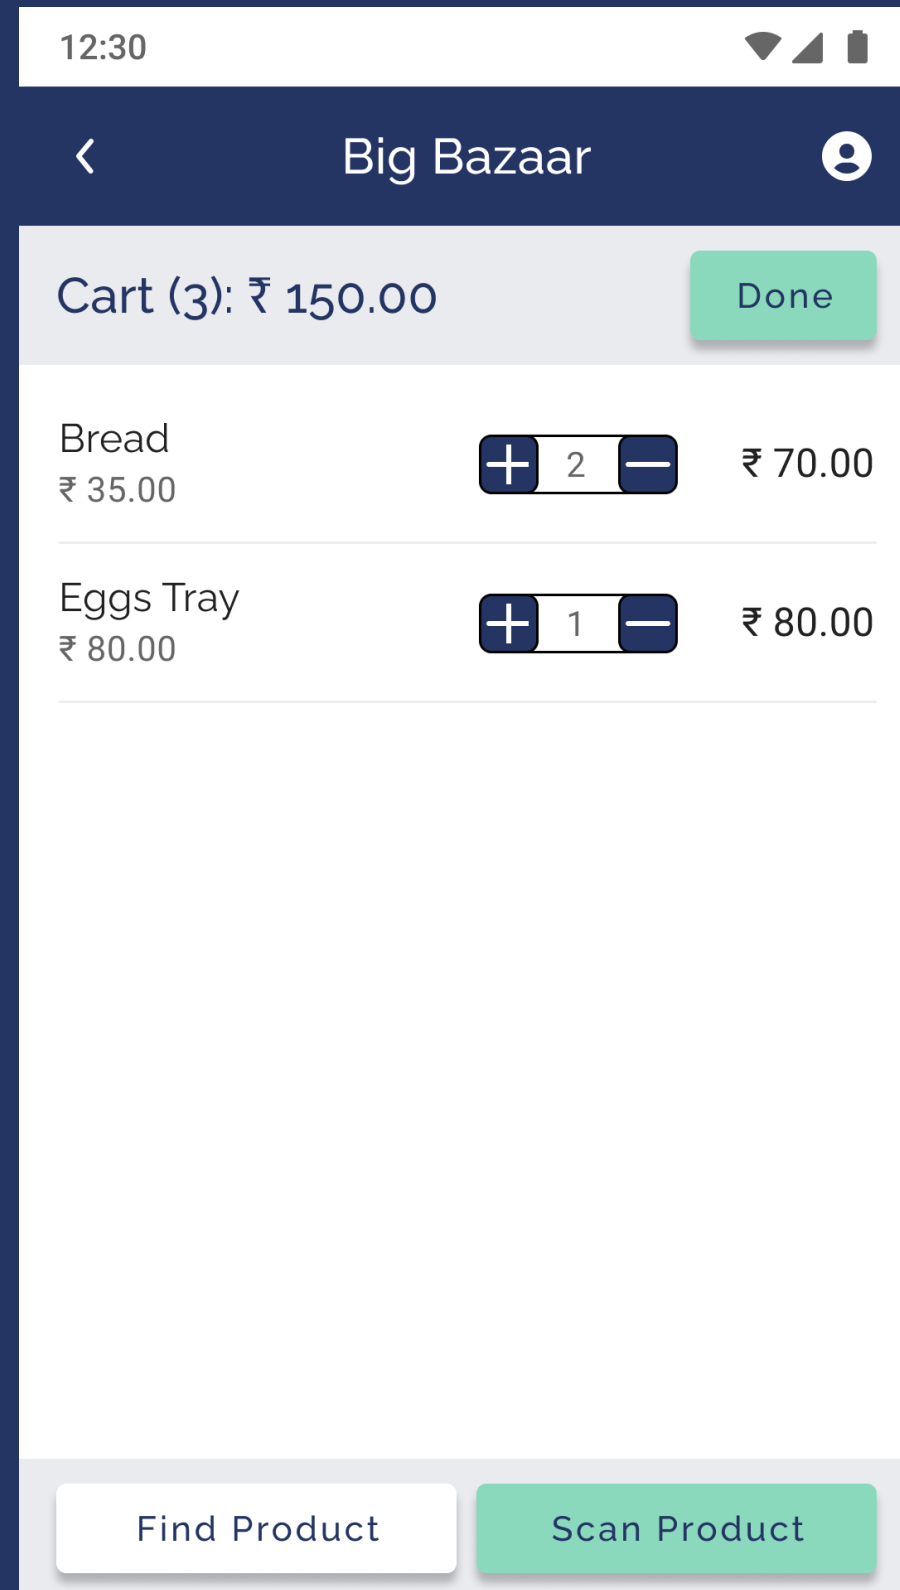 12:30
Big Bazaar
Cart (3): ₹ 150.00
Done
Bread
₹ 35.00
2
₹ 70.00
Eggs Tray
₹ 80.00
1
₹ 80.00
Find Product
Scan Product